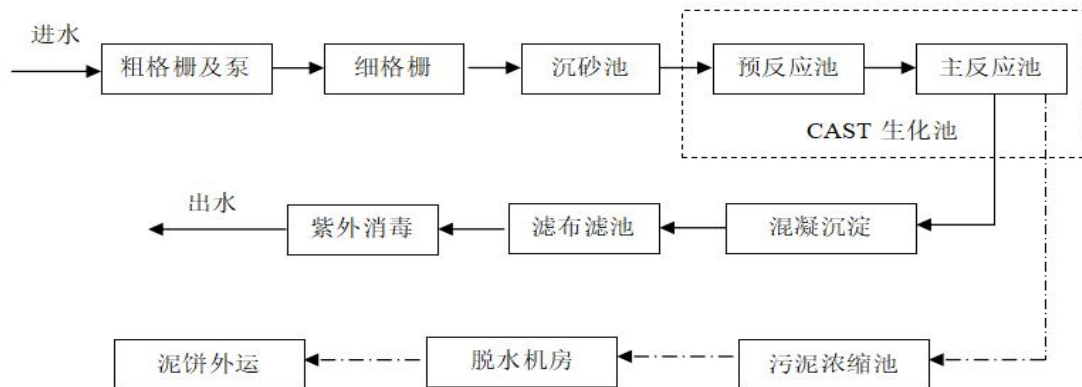 进水
粗格栅及泵
细格栅
沉砂池
预反应池
主反应池
CAST 生化池
出水
紫外消毒
滤布滤池
混凝沉淀
泥饼外运
脱水机房
污泥浓缩池